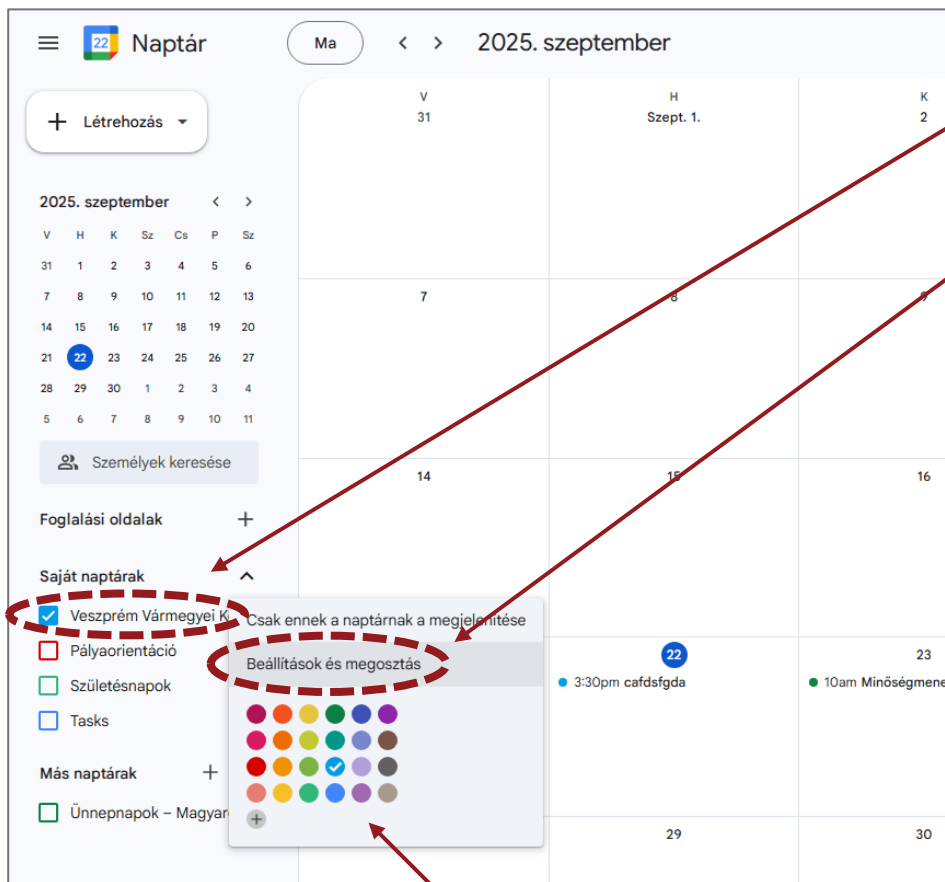 22 Naptár Ma 2025. szeptember
Létrehozás
V H K
31 Szept. 1. 2
2025. szeptember
V H K Sz Cs P Sz
31 1 2 3 4 5 6
7 8 9 10 11 12 13
14 15 16 17 18 19 20
21 22 23 24 25 26 27
28 29 30 1 2 3 4
5 6 7 8 9 10 11
7 8 9
Személyek keresése
14 15 16
Foglalási oldalak
Saját naptárak
Veszprém Vármegyei K
Pályaorientáció
Születésnapok
Tasks
Más naptárak
Ünnepnapok – Magyar
Csak ennek a naptárnak a megjelenítése
Beállítások és megosztás
22 23
3:30pm cafdsfgda 10am Minőségmene
29 30